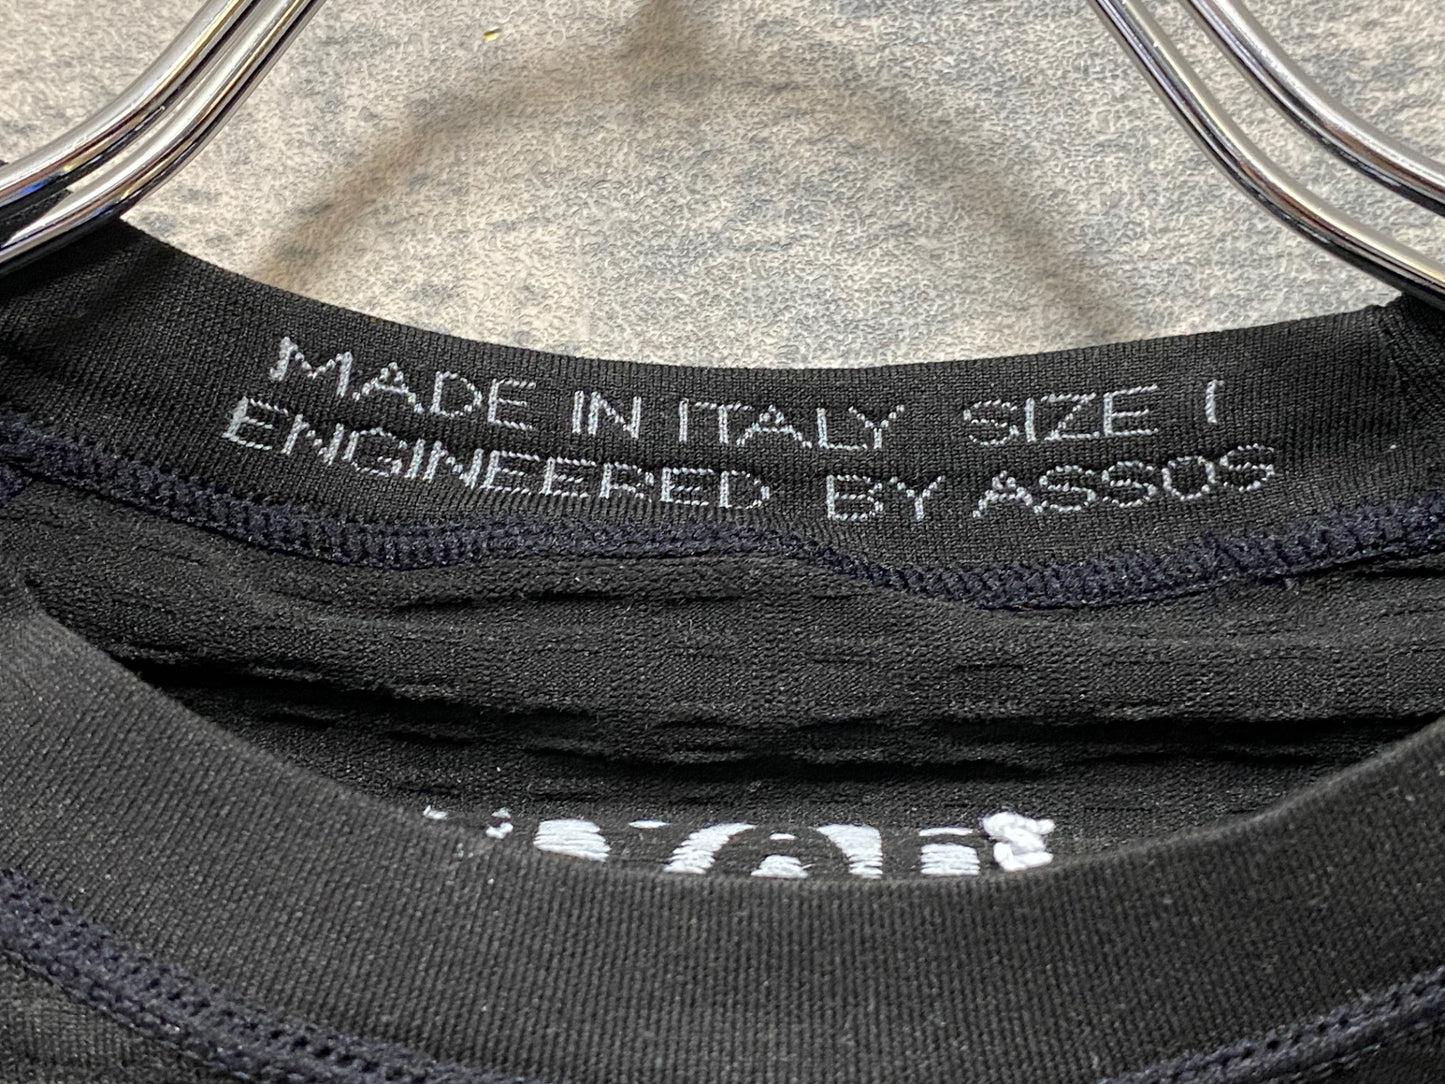 MADE IN ITALY SIZE I
ENGINEERED BY ASSOS